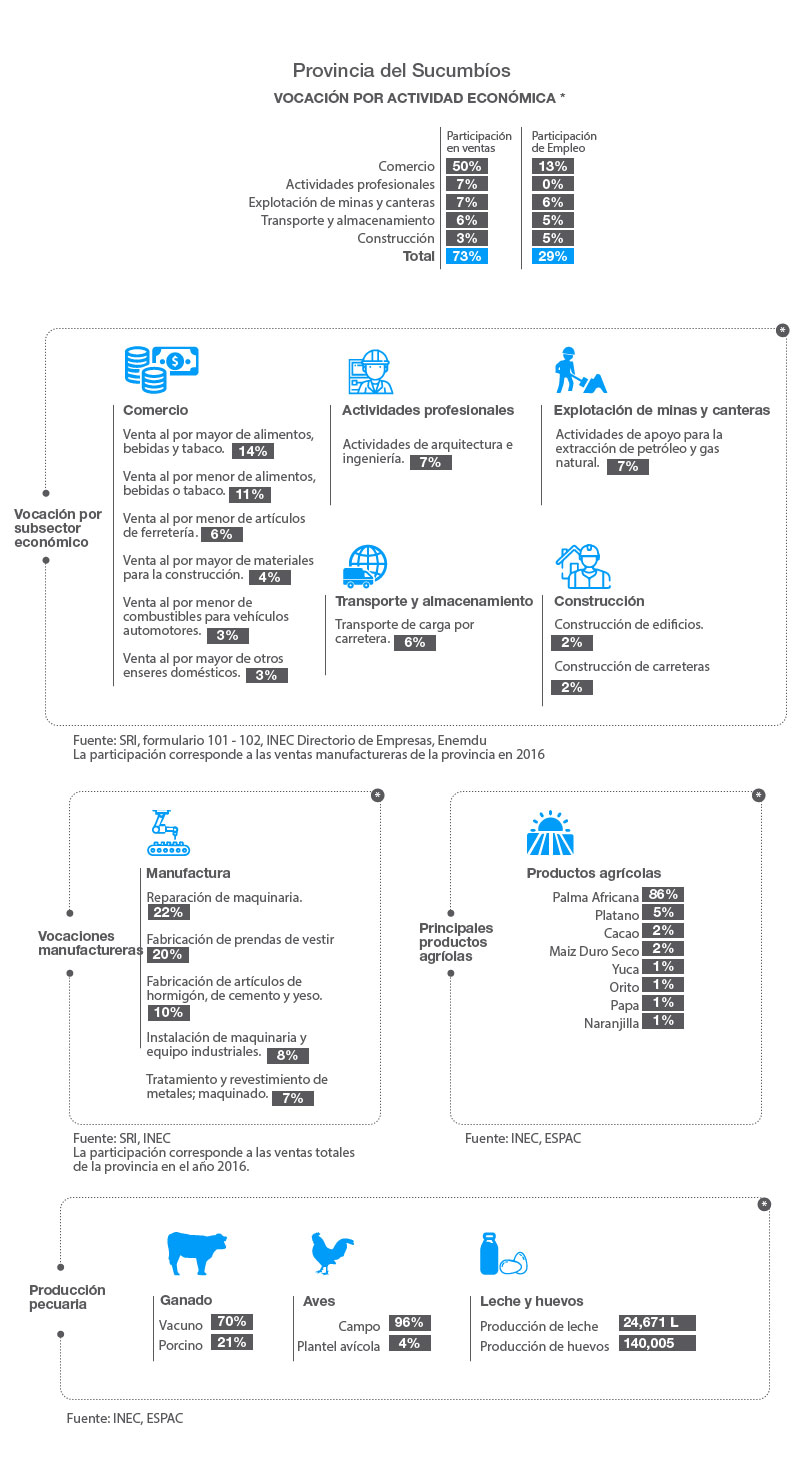 Provincia del Sucumbíos
VOCACIÓN POR ACTIVIDAD ECONÓMICA *
Participación en ventas
Participación de Empleo
Comercio 50% 13%
Actividades profesionales 7% 0%
Explotación de minas y canteras 7% 6%
Transporte y almacenamiento 6% 5%
Construcción 3% 5%
Total 73% 29%
*
Vocación por
subsector
económico
Comercio
Venta al por mayor de alimentos,
bebidas y tabaco. 14%
Venta al por menor de alimentos,
bebidas o tabaco. 11%
Venta al por menor de artículos
de ferretería. 6%
Venta al por mayor de materiales
para la construcción. 4%
Venta al por menor de
combustibles para vehículos
automotores. 3%
Venta al por mayor de otros
enseres domésticos. 3%
Actividades profesionales
Actividades de arquitectura e
ingeniería. 7%
Explotación de minas y canteras
Actividades de apoyo para la
extracción de petróleo y gas
natural. 7%
Transporte y almacenamiento
Transporte de carga por
carretera. 6%
Construcción
Construcción de edificios.
2%
Construcción de carreteras
2%
Fuente: SRI, formulario 101 - 102, INEC Directorio de Empresas, Enemdu
La participación corresponde a las ventas manufactureras de la provincia en 2016
*
Vocaciones
manufactureras
Manufactura
Reparación de maquinaria.
22%
Fabricación de prendas de vestir
20%
Fabricación de artículos de
hormigón, de cemento y yeso.
10%
Instalación de maquinaria y
equipo industriales. 8%
Tratamiento y revestimiento de
metales; maquinado. 7%
Fuente: SRI, INEC
La participación corresponde a las ventas totales
de la provincia en el año 2016.
*
Principales
productos
agríolas
Productos agrícolas
Palma Africana 86%
Platano 5%
Cacao 2%
Maiz Duro Seco 2%
Yuca 1%
Orito 1%
Papa 1%
Naranjilla 1%
Fuente: INEC, ESPAC
*
Producción
pecuaria
Ganado
Vacuno 70%
Porcino 21%
Aves
Campo 96%
Plantel avícola 4%
Leche y huevos
Producción de leche 24,671 L
Producción de huevos 140,005
Fuente: INEC, ESPAC